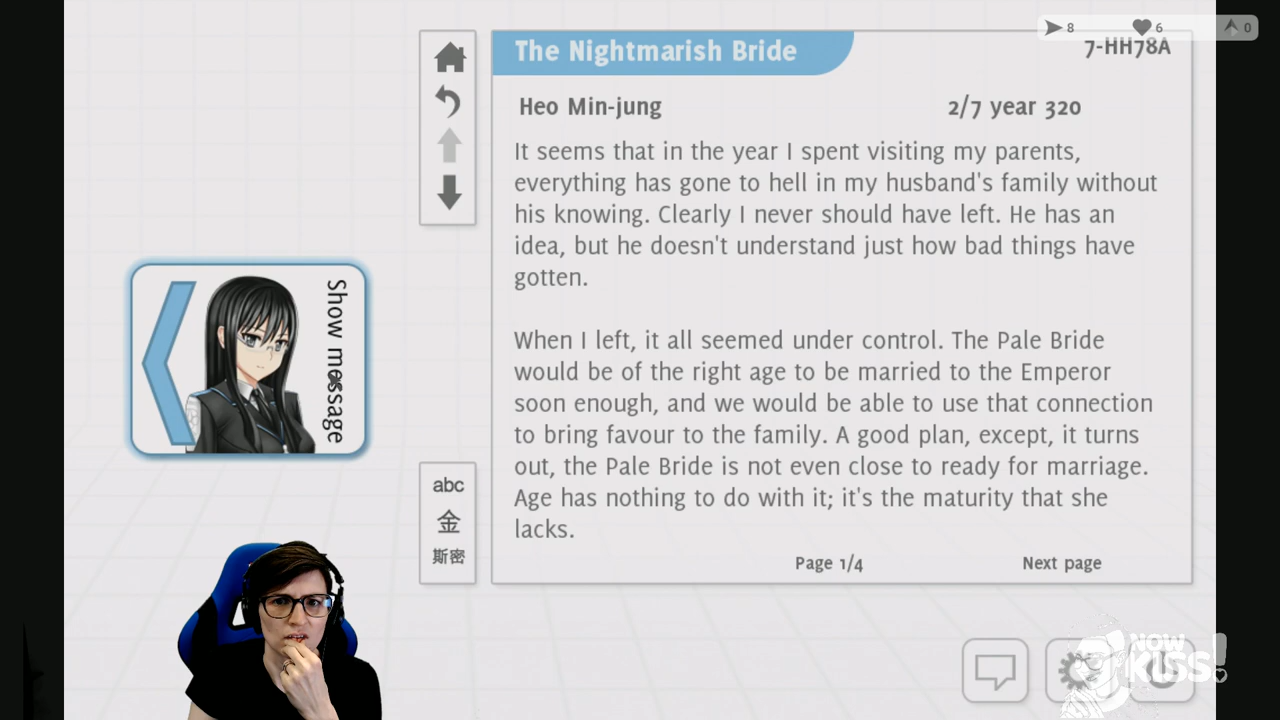 8 6 0
The Nightmarish Bride
7-HH78A
Heo Min-jung 2/7 year 320
It seems that in the year I spent visiting my parents,
everything has gone to hell in my husband's family without
his knowing. Clearly I never should have left. He has an
idea, but he doesn't understand just how bad things have
gotten.
When I left, it all seemed under control. The Pale Bride
would be of the right age to be married to the Emperor
soon enough, and we would be able to use that connection
to bring favour to the family. A good plan, except, it turns
out, the Pale Bride is not even close to ready for marriage.
Age has nothing to do with it; it's the maturity that she
lacks.
Page 1/4 Next page
Show message
abc
金
斯密
NOW
KISS!